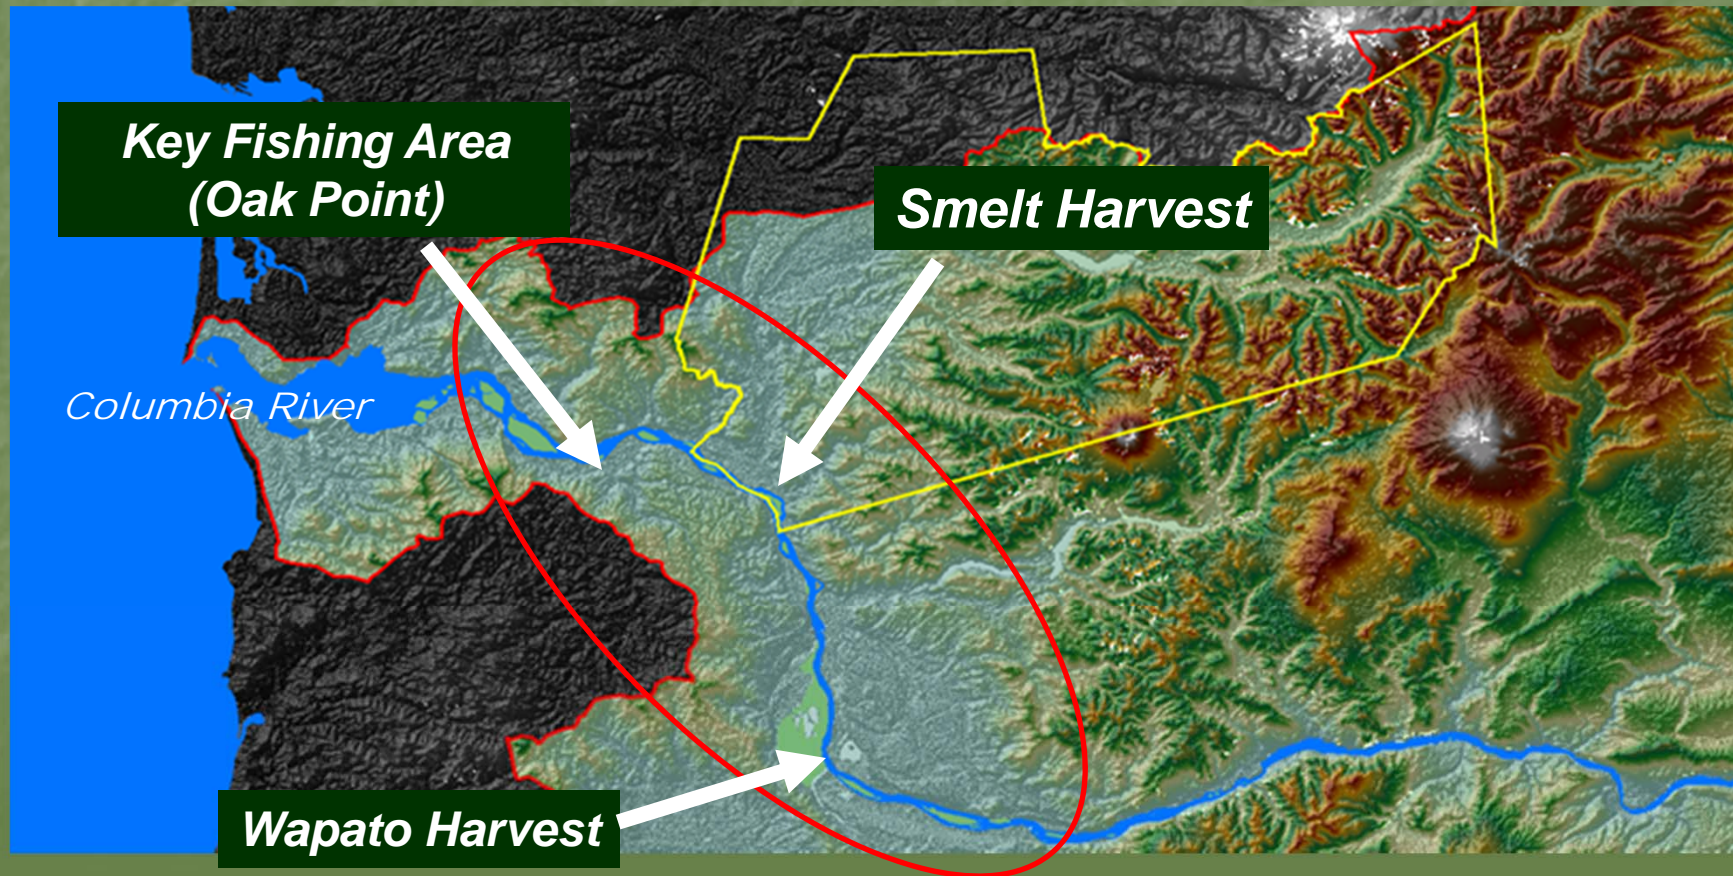 Key Fishing Area
(Oak Point)
Smelt Harvest
Columbia River
Wapato Harvest